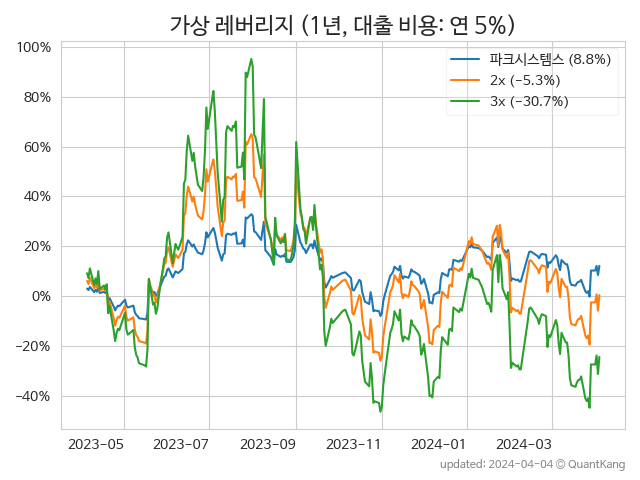 가상 레버리지 (1년, 대출 비용: 연 5%)
100%
80%
60%
40%
20%
0%
−20%
−40%
파크시스템스 (8.8%)
2x (−5.3%)
3x (−30.7%)
2023-05
2023-07
2023-09
2023-11
2024-01
2024-03
updated: 2024-04-04 © QuantKang